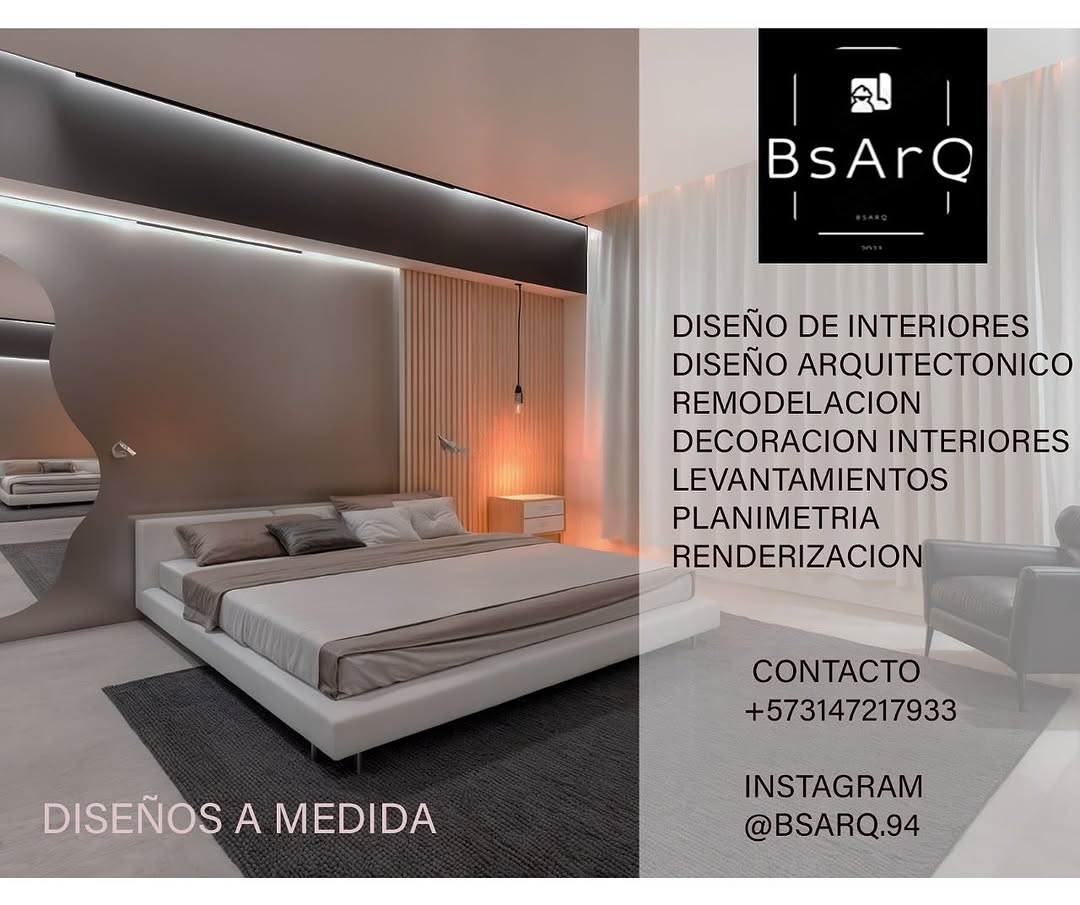 BsArQ
BSARQ
2023
DISEÑO DE INTERIORES
DISEÑO ARQUITECTONICO
REMODELACION
DECORACION INTERIORES
LEVANTAMIENTOS
PLANIMETRIA
RENDERIZACION
CONTACTO
+573147217933
INSTAGRAM
@BSARQ.94
DISEÑOS A MEDIDA